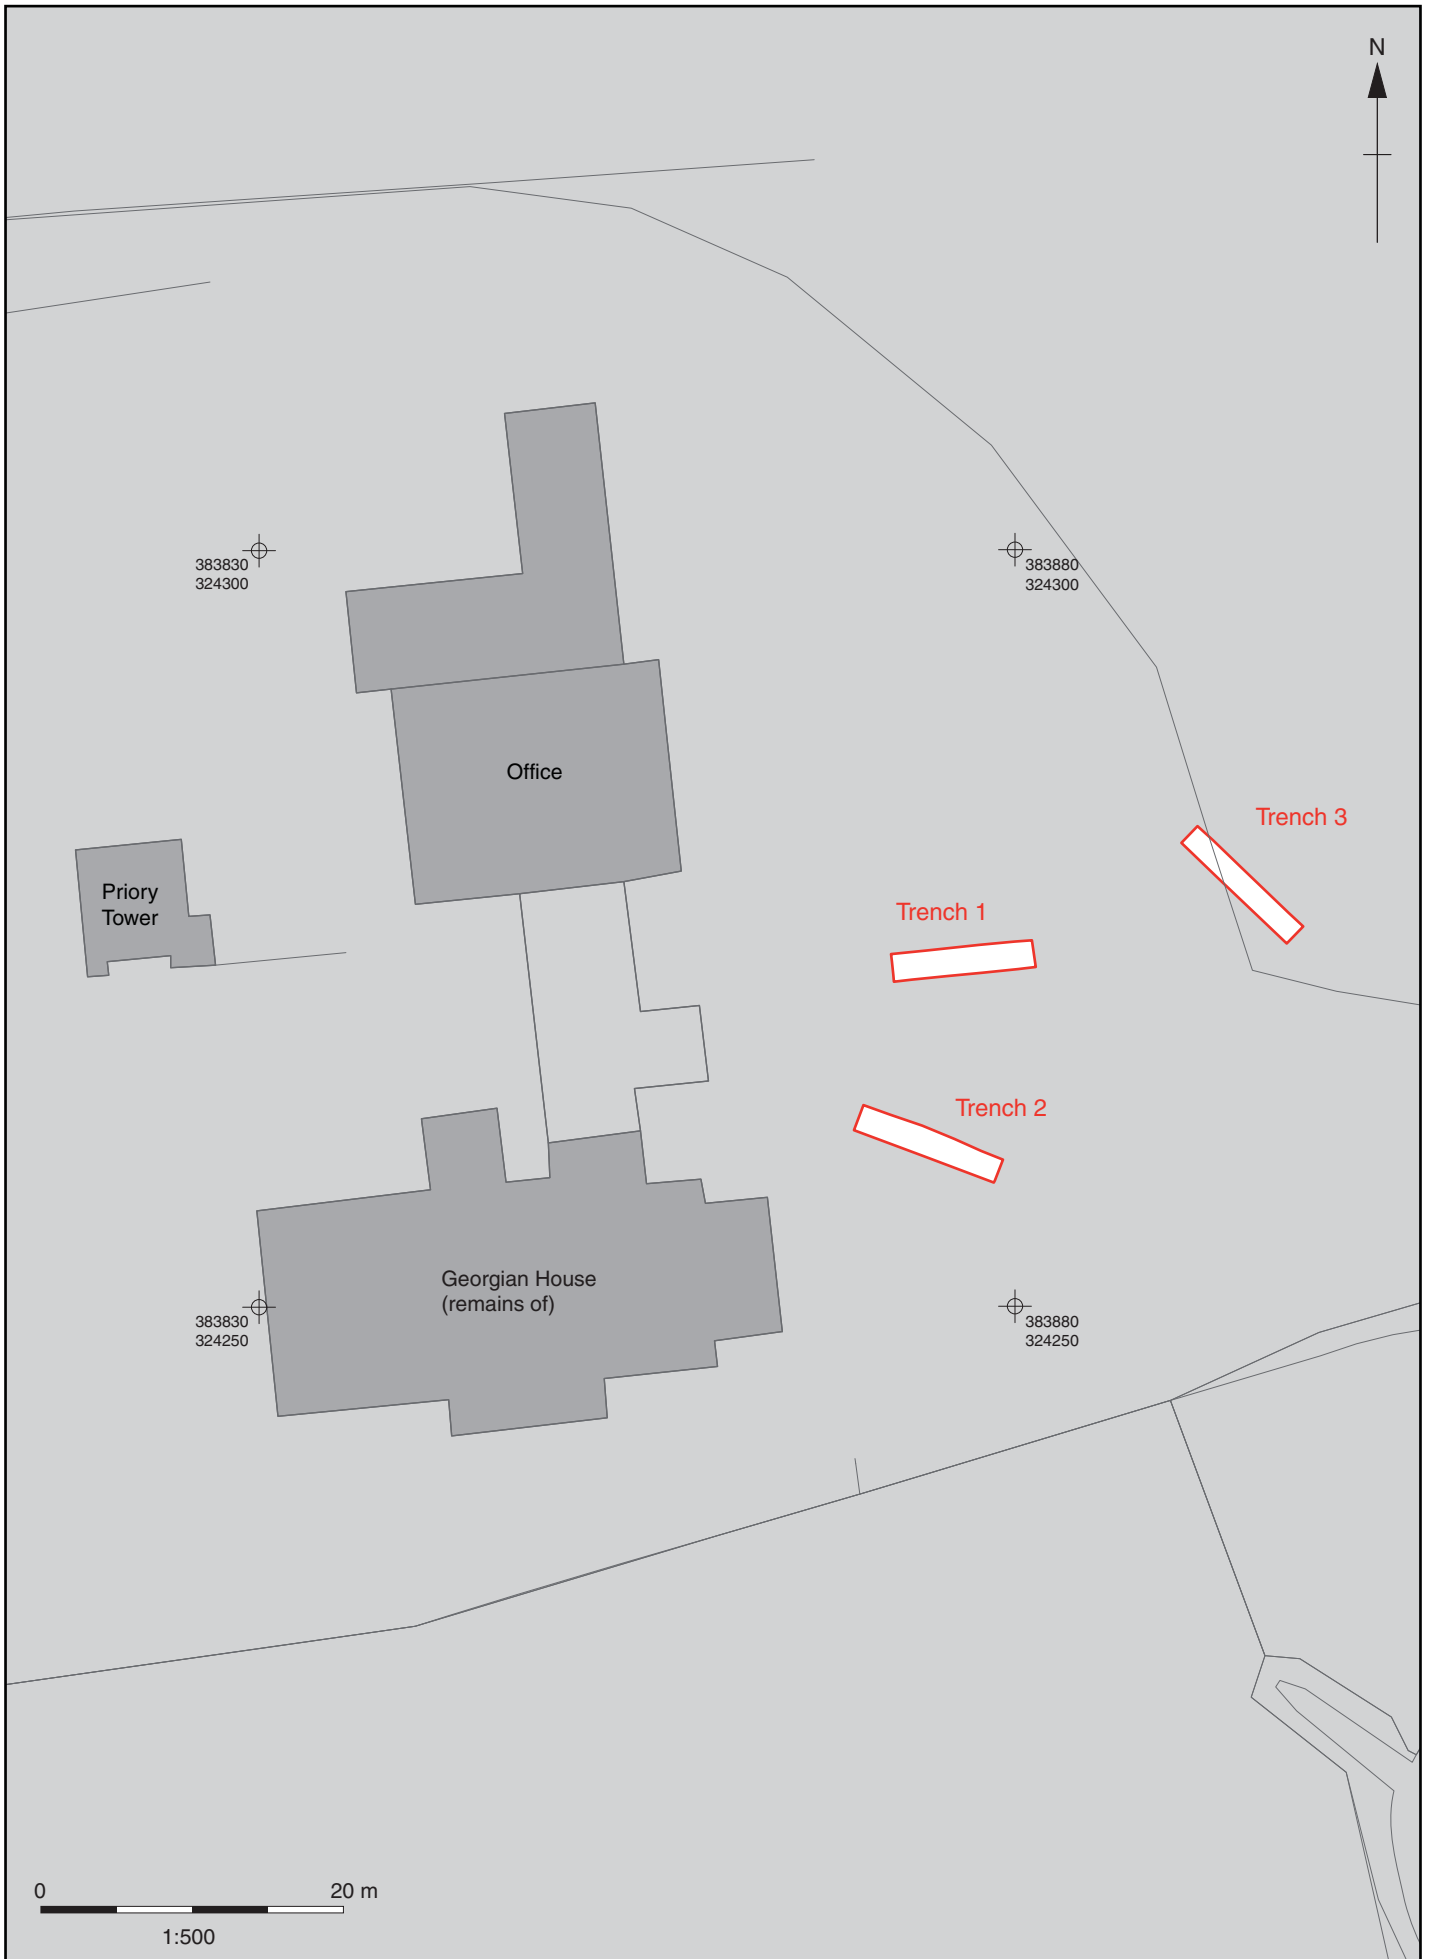 N
383830
324300
383880
324300
Office
Trench 3
Priory
Tower
Trench 1
Trench 2
Georgian House
(remains of)
383830
324250
383880
324250
0 20 m
1:500